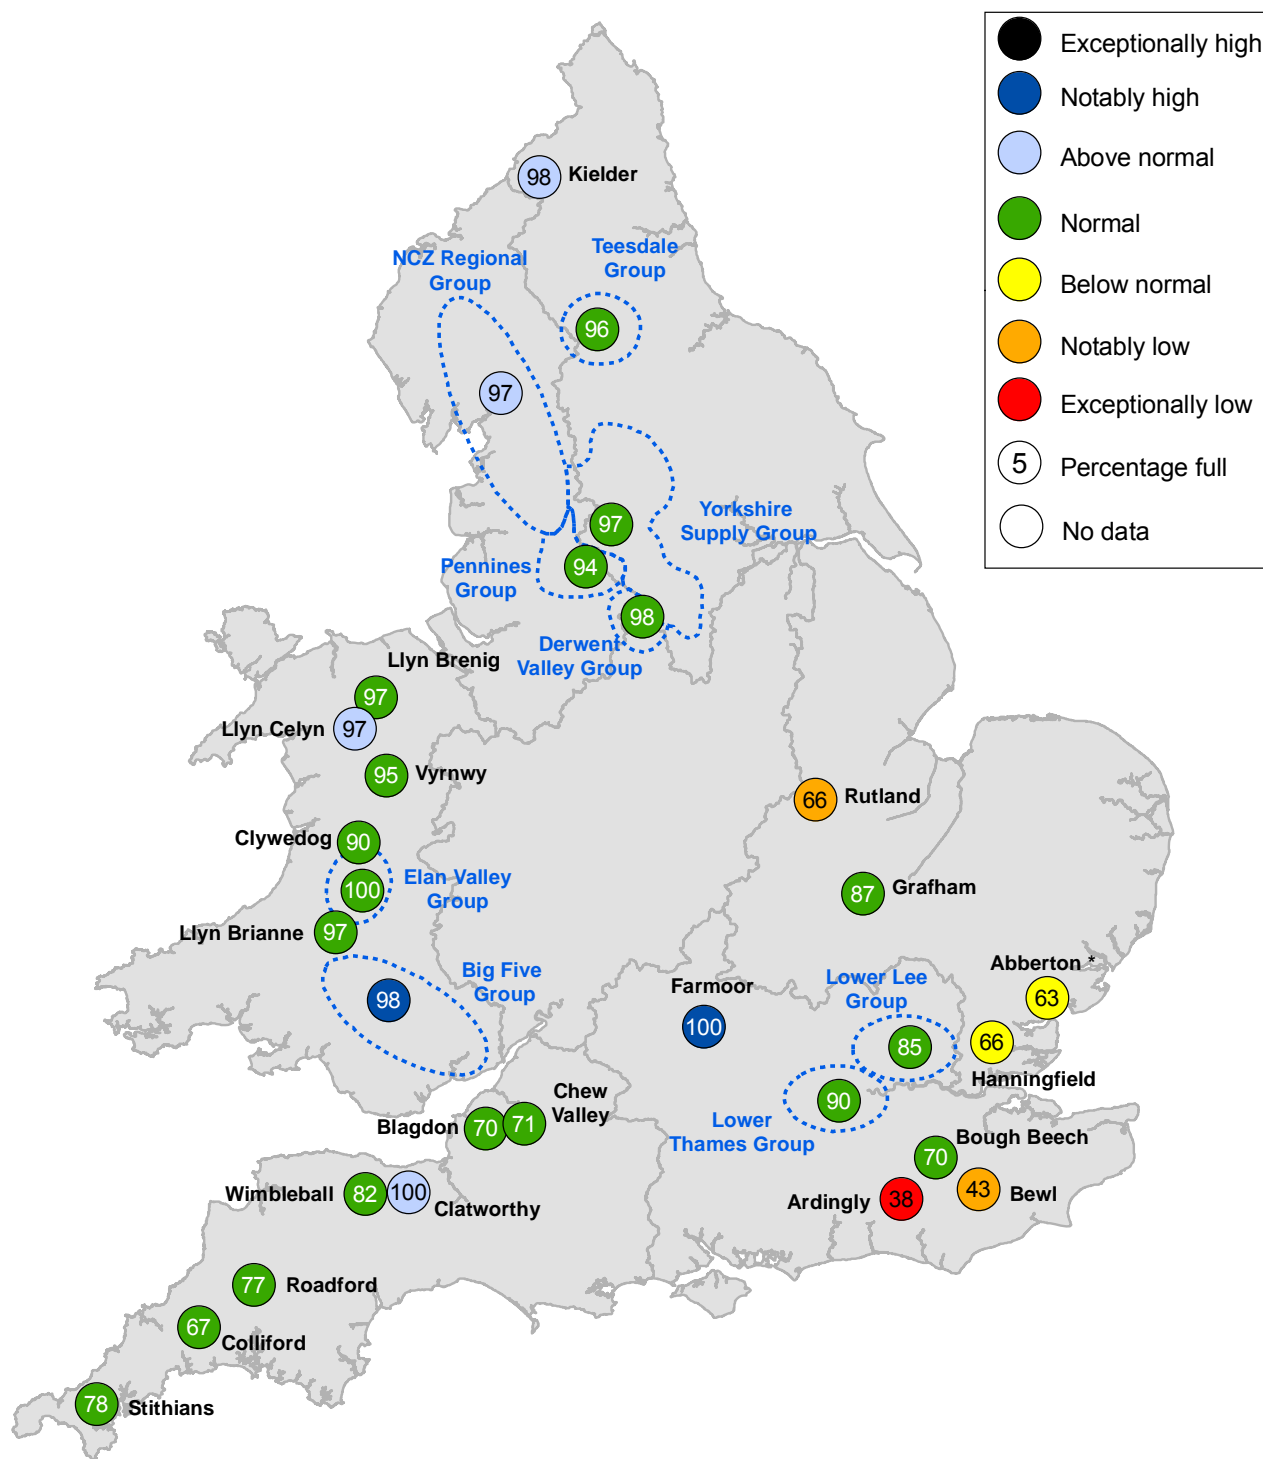 Exceptionally high
Notably high
Above normal
Normal
Below normal
Notably low
Exceptionally low
5 Percentage full
No data
98 Kielder
NCZ Regional
Group
Teesdale
Group
96
97
97
Yorkshire
Supply Group
Pennines
Group
94
98
Derwent
Valley Group
Llyn Brenig
97
Llyn Celyn 97
95 Vyrnwy
66 Rutland
Clywedog 90
Elan Valley
Group
100
87 Grafham
Llyn Brianne 97
Big Five
Group
98
Farmoor
100
Lower Lee
Group
85
Abberton *
63
66
Hanningfield
Chew
Valley
Blagdon 70 71
90
Lower
Thames Group
Bough Beech
70
Wimbleball 82 100
Clatworthy
Ardingly 38
43 Bewl
77 Roadford
67
Colliford
78 Stithians